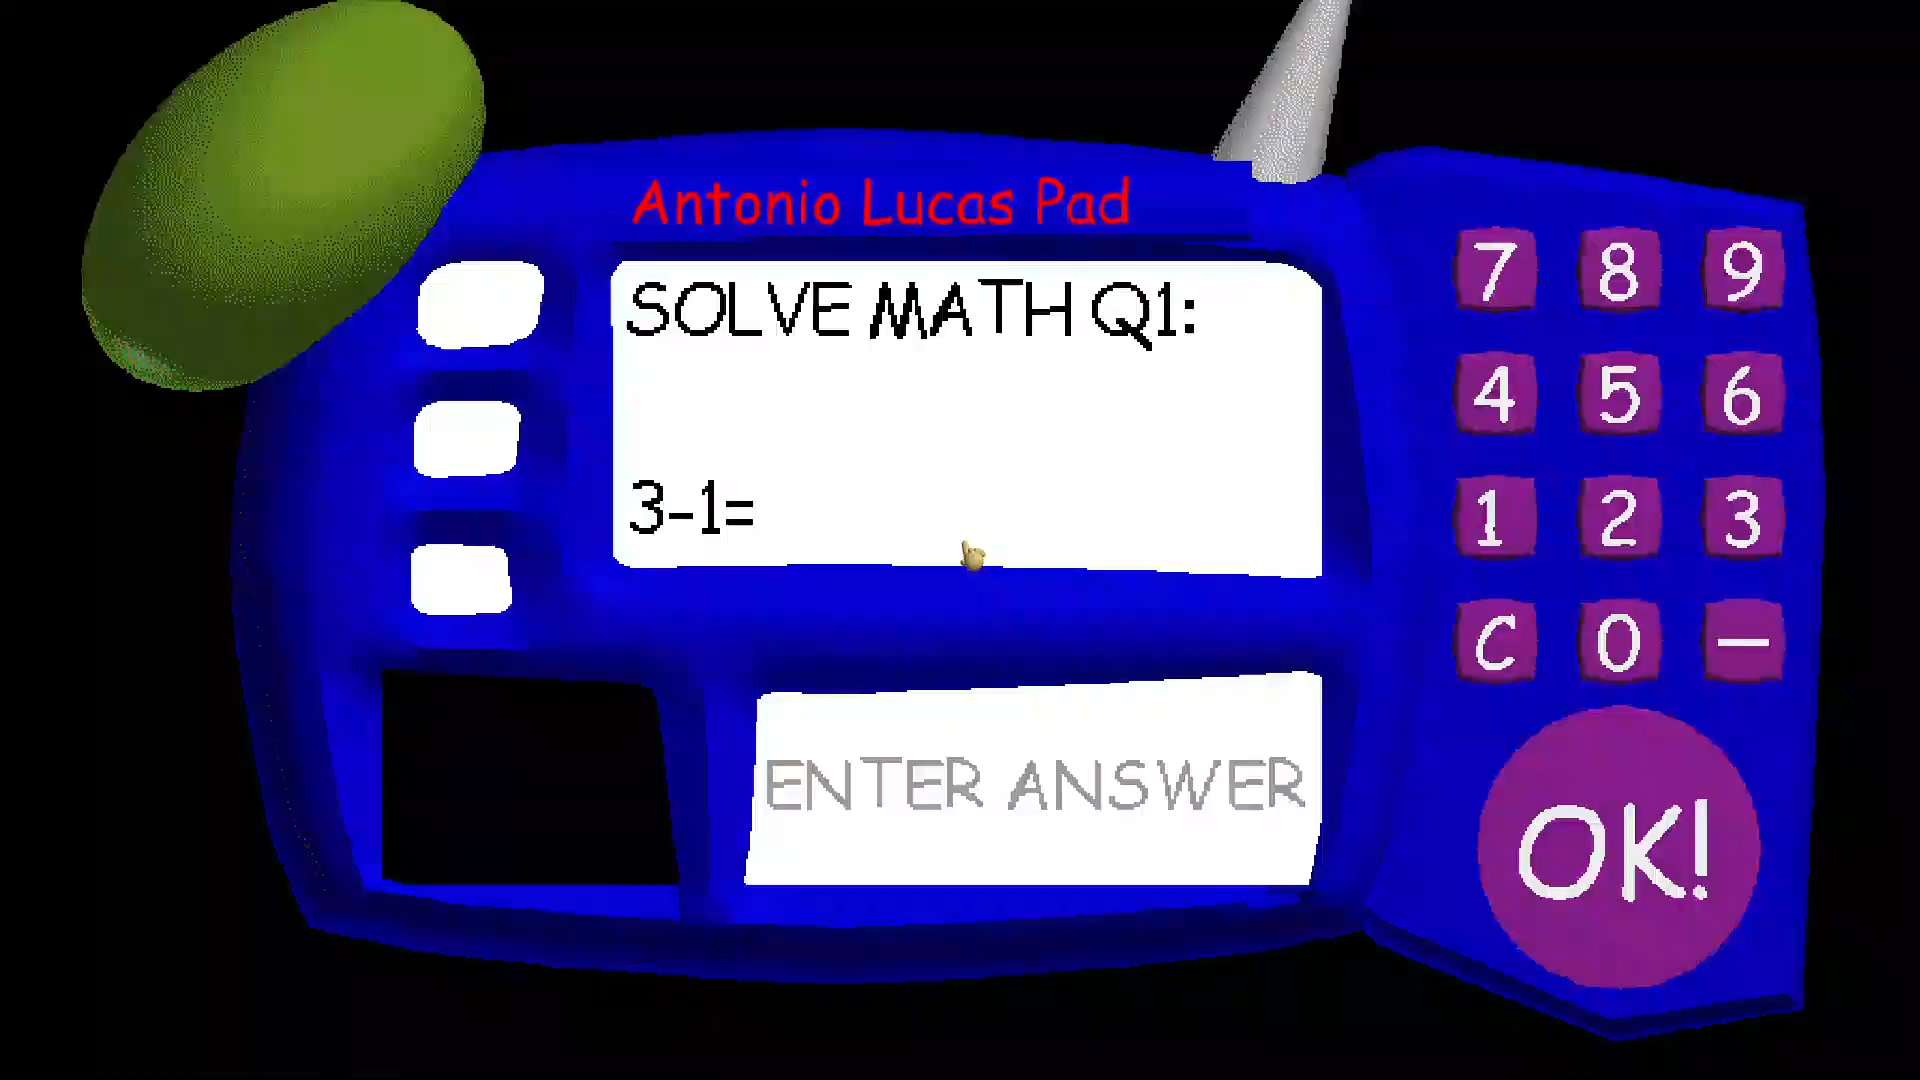 Antonio Lucas Pad
SOLVE MATH Q1:
3-1=
ENTER ANSWER
7 8 9
4 5 6
1 2 3
C 0 −
OK!